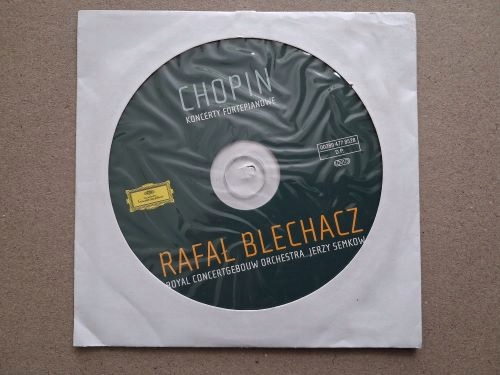 CHOPIN
KONCERTY FORTEPIANOWE
RAFAŁ BLECHACZ
ROYAL CONCERTGEBOUW ORCHESTRA JERZY SEMKOW